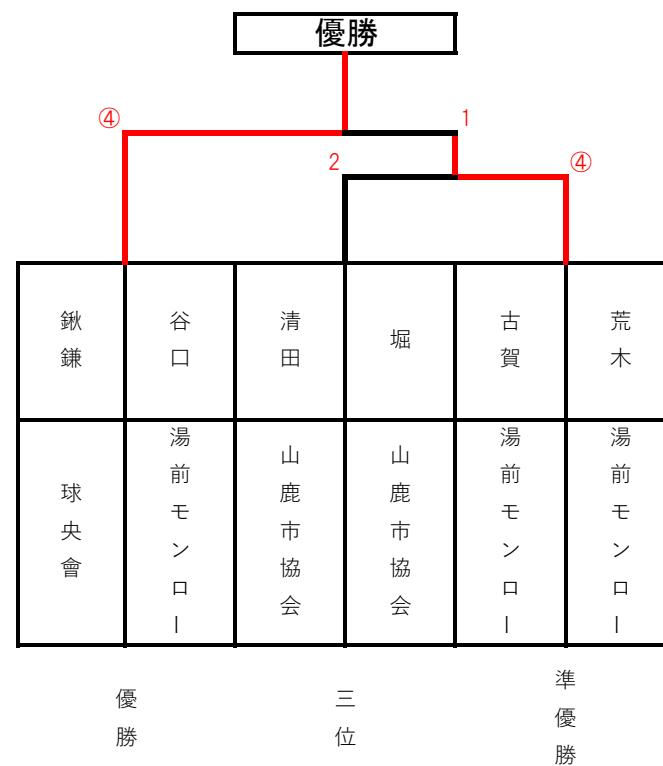 優勝
④
1
2
④
鍬鎌
谷口
清田
堀
古賀
荒木
球央會
湯前モンロー
山鹿市協会
山鹿市協会
湯前モンロー
湯前モンロー
優勝
三位
準優勝